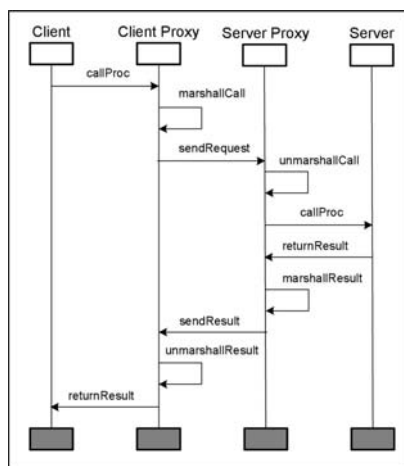 Client Client Proxy Server Proxy Server
callProc
marshallCall
sendRequest
unmarshallCall
callProc
returnResult
marshallResult
sendResult
unmarshallResult
returnResult